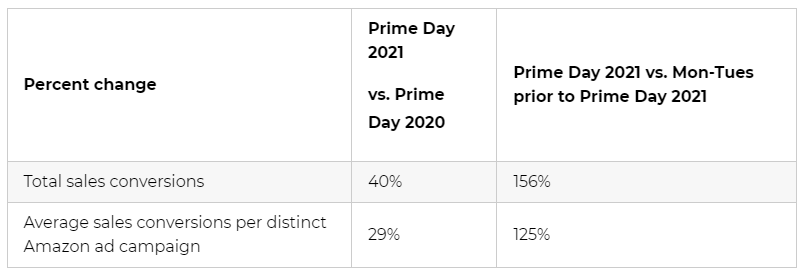 Percent change
Prime Day
2021
vs. Prime
Day 2020
Prime Day 2021 vs. Mon-Tues
prior to Prime Day 2021
Total sales conversions
40%
156%
Average sales conversions per distinct
Amazon ad campaign
29%
125%